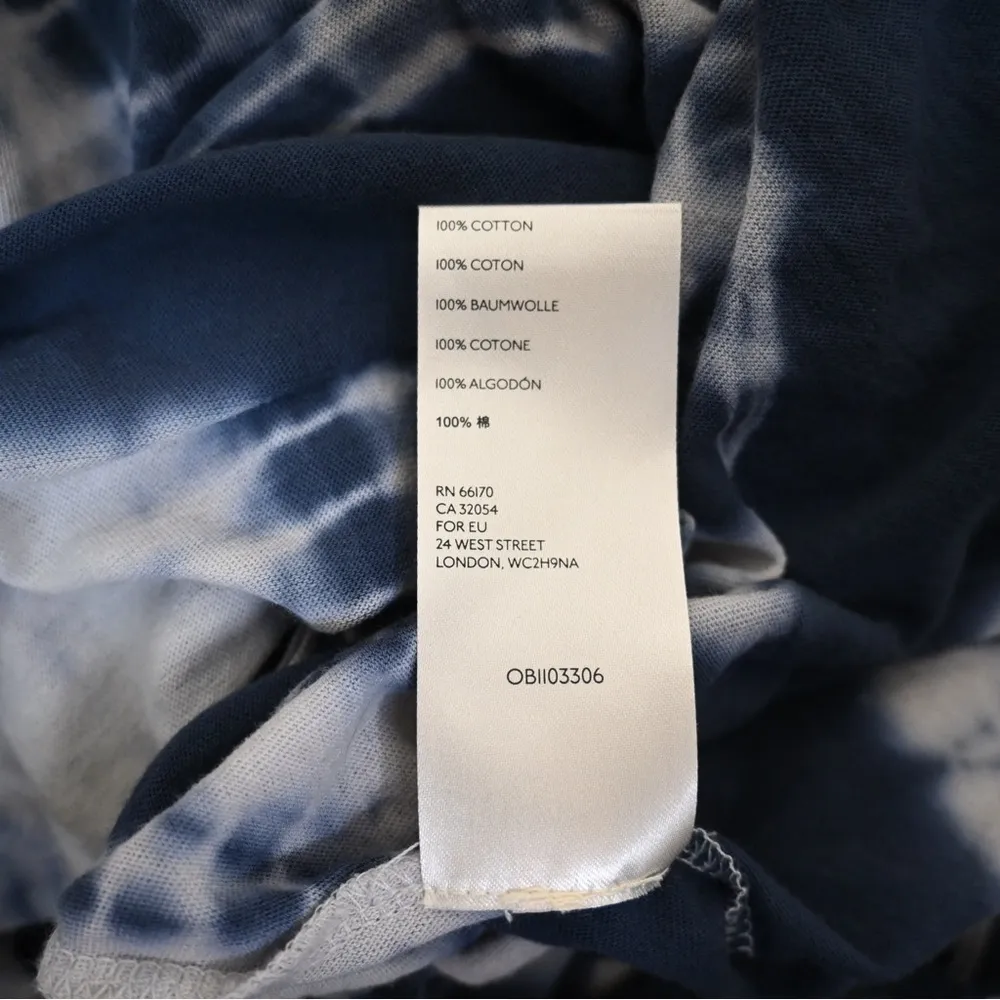 100% COTTON
100% COTON
100% BAUMWOLLE
100% COTONE
100% ALGODÓN
100% 棉
RN 66170
CA 32054
FOR EU
24 WEST STREET
LONDON, WC2H9NA
OB1103306